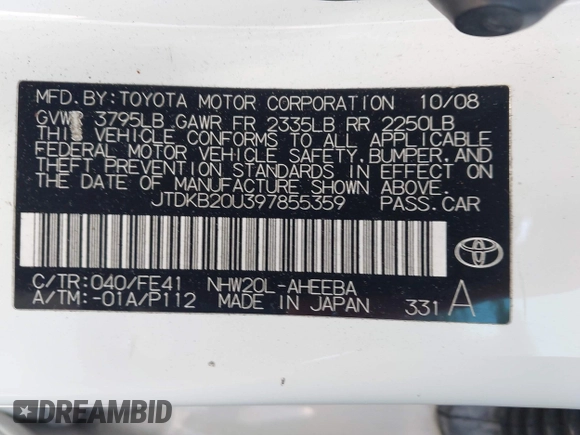 MFD.BY:TOYOTA MOTOR CORPORATION 10/08
GVWR 3795LB GAWR FR 2335LB RR 2250LB
THIS VEHICLE CONFORMS TO ALL APPLICABLE
FEDERAL MOTOR VEHICLE SAFETY, BUMPER, AND
THEFT PREVENTION STANDARDS IN EFFECT ON
THE DATE OF MANUFACTURE SHOWN ABOVE.
JTDKB20U397855359 PASS.CAR
C/TR:040/FE41 NHW20L-AHEEBA
A/TM:-01A/P112 MADE IN JAPAN 331 A
DREAMBID